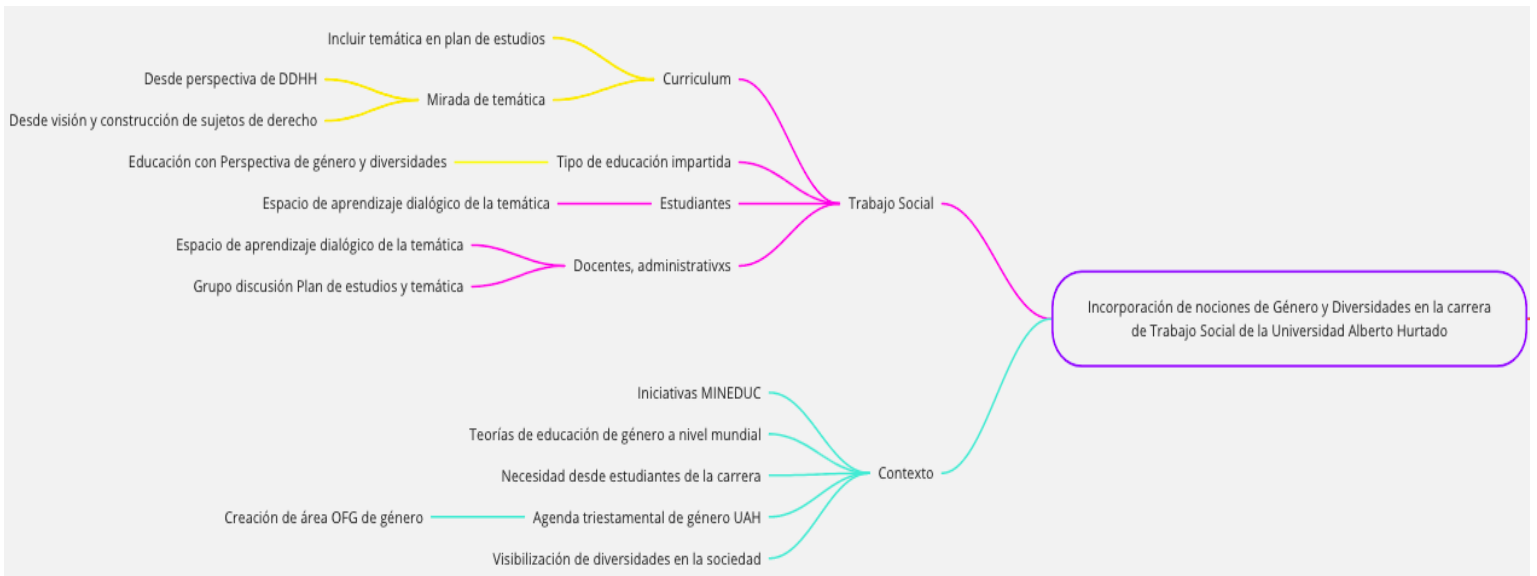 Incluir temática en plan de estudios
Curriculum
Desde perspectiva de DDHH
Mirada de temática
Desde visión y construcción de sujetos de derecho
Educación con Perspectiva de género y diversidades
Tipo de educación impartida
Espacio de aprendizaje dialógico de la temática
Estudiantes
Trabajo Social
Espacio de aprendizaje dialógico de la temática
Docentes, administrativxs
Grupo discusión Plan de estudios y temática
Incorporación de nociones de Género y Diversidades en la carrera
de Trabajo Social de la Universidad Alberto Hurtado
Iniciativas MINEDUC
Teorías de educación de género a nivel mundial
Necesidad desde estudiantes de la carrera
Contexto
Creación de área OFG de género
Agenda triestamental de género UAH
Visibilización de diversidades en la sociedad